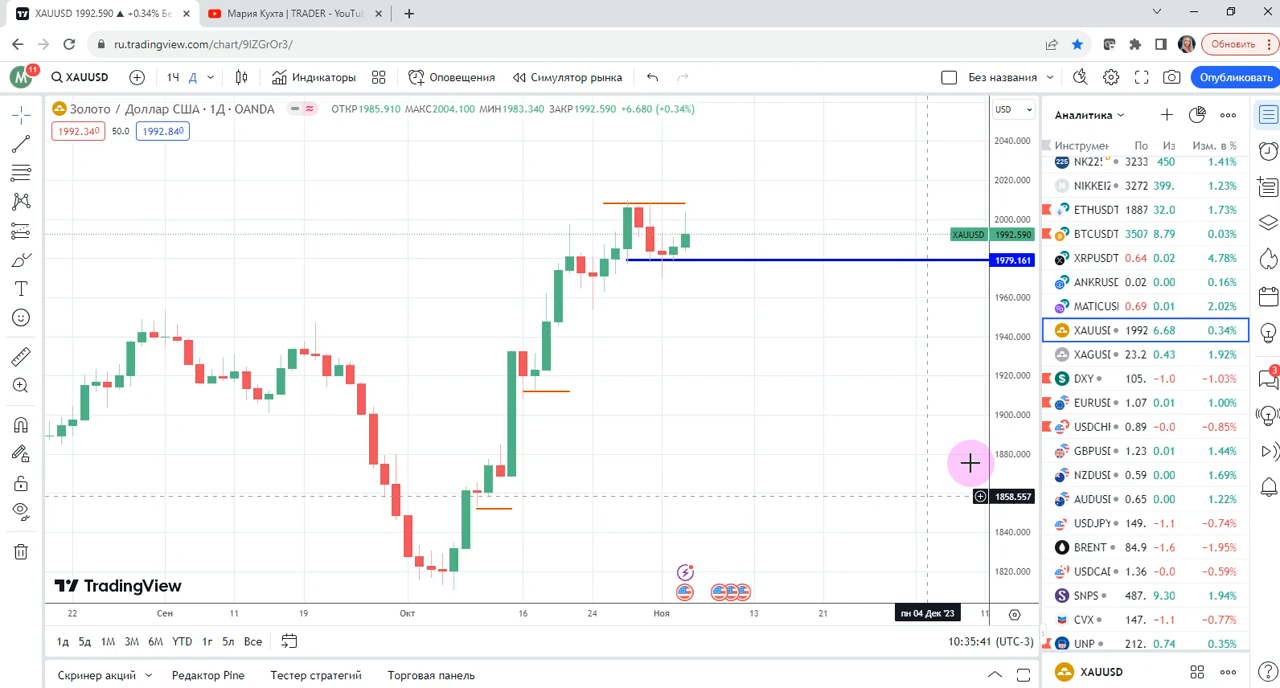 XAUUSD 1992.590 ▲ +0.34% Бе
Мария Кухта | TRADER - YouTu
ru.tradingview.com/chart/9IZGrOr3/
Обновить
M 11 XAUUSD 1Ч Д Индикаторы Оповещения Симулятор рынка Без названия Опубликовать
Золото / Доллар США · 1Д · OANDA ОТКР1985.910 МАКС2004.100 МИН1983.340 ЗАКР1992.590 +6.680 (+0.34%)
1992.340 50.0 1992.840
USD
2040.000
2020.000
2000.000
XAUUSD 1992.590
1979.161
1960.000
1940.000
1920.000
1900.000
1880.000
1858.557
1840.000
1820.000
TradingView
22 Сен 11 19 Окт 16 24 Ноя 13 21 пн 04 Дек '23 11
1д 5д 1М 3М 6М YTD 1г 5л Все 10:35:41 (UTC-3)
Скринер акций Редактор Pine Тестер стратегий Торговая панель
Аналитика
Инструмен По Из Изм. в %
NK225 D 3233 450 1.41%
NIKKEI2 3272 399. 1.23%
ETHUSDT 1887 32.0 1.73%
BTCUSDT 3507 8.79 0.03%
XRPUSDT 0.64 0.02 4.78%
ANKRUSD 0.02 0.00 0.16%
MATICUSI 0.69 0.01 2.02%
XAUUSD 1992 6.68 0.34%
XAGUSD 23.2 0.43 1.92%
DXY 105. -1.0 -1.03%
EURUSD 1.07 0.01 1.00%
USDCHF 0.89 -0.0 -0.85%
GBPUSD 1.23 0.01 1.44%
NZDUSD 0.59 0.00 1.69%
AUDUSD 0.65 0.00 1.22%
USDJPY 149. -1.1 -0.74%
BRENT 84.9 -1.6 -1.95%
USDCAD 1.36 -0.0 -0.59%
SNPS 487. 9.30 1.94%
CVX 147. -1.1 -0.77%
UNP 212. 0.74 0.35%
XAUUSD
3